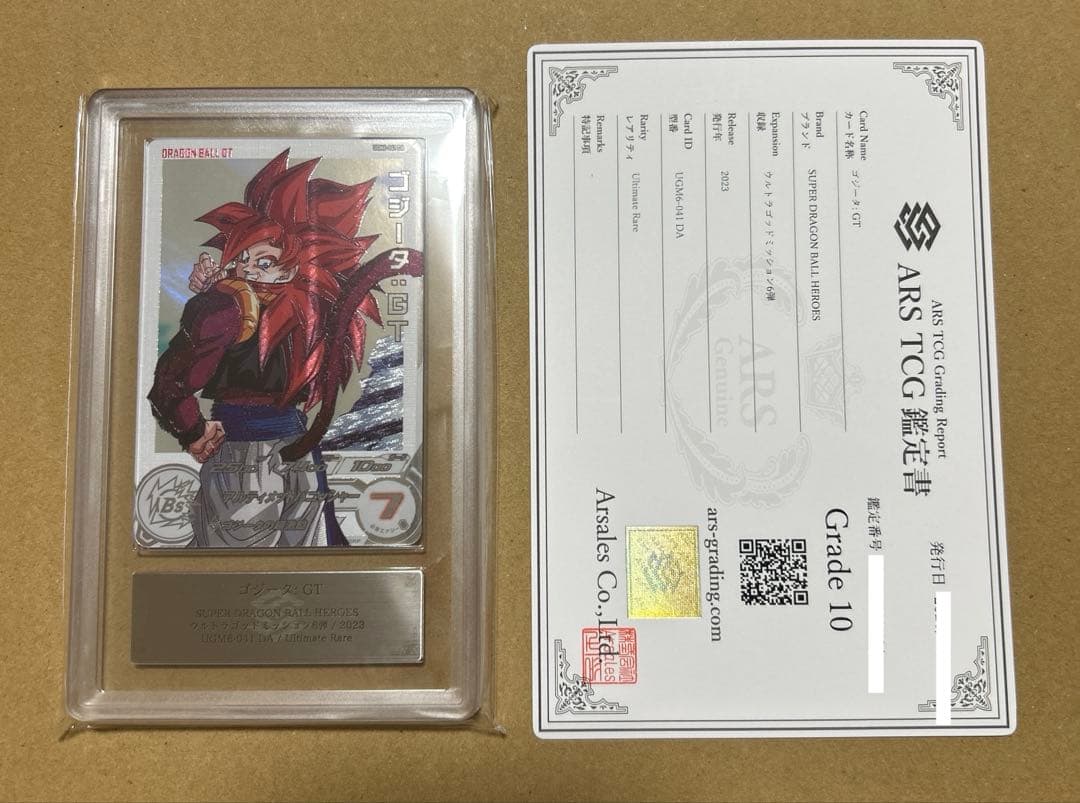 DRAGON BALL GT
ゴジータ:GT
Bs
7
ゴジータ: GT
SUPER DRAGON BALL HEROES
ウルトラゴッドミッション6弾 / 2023
UGM6-041 DA / Ultimate Rare
ARS TCG Grading Report
ARS TCG 鑑定書
Card Name
カード名称
ゴジータ: GT
Brand
ブランド
SUPER DRAGON BALL HEROES
Expansion
収録
ウルトラゴッドミッション6弾
Release
発行年
2023
Card ID
型番
UGM6-041 DA
Rarity
レアリティ
Ultimate Rare
Remarks
特記事項
ARS
Genuine
発行日
鑑定番号
Grade 10
ars-grading.com
Arsales Co.,Ltd.